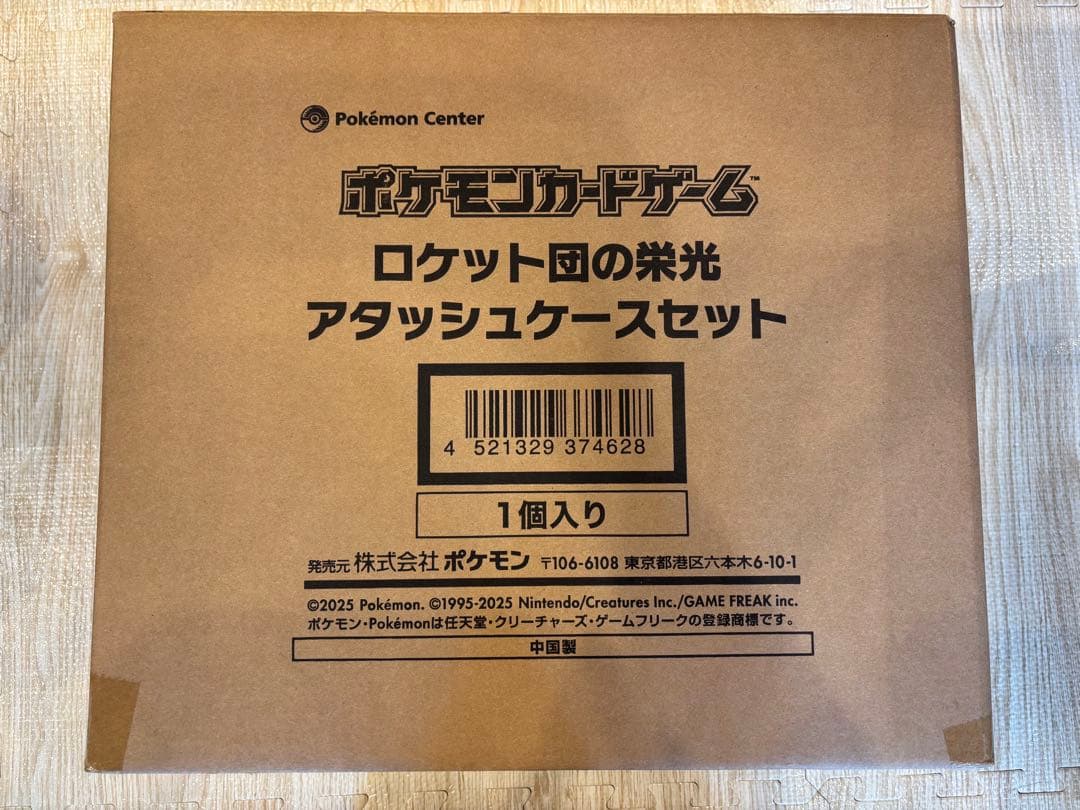 Pokémon Center
ポケモンカードゲーム™
ロケット団の栄光
アタッシュケースセット
4 521329 374628
1個入り
発売元 株式会社 ポケモン 〒106-6108 東京都港区六本木6-10-1
©2025 Pokémon. ©1995-2025 Nintendo/Creatures Inc./GAME FREAK inc.
ポケモン・Pokémonは任天堂・クリーチャーズ・ゲームフリークの登録商標です。
中国製